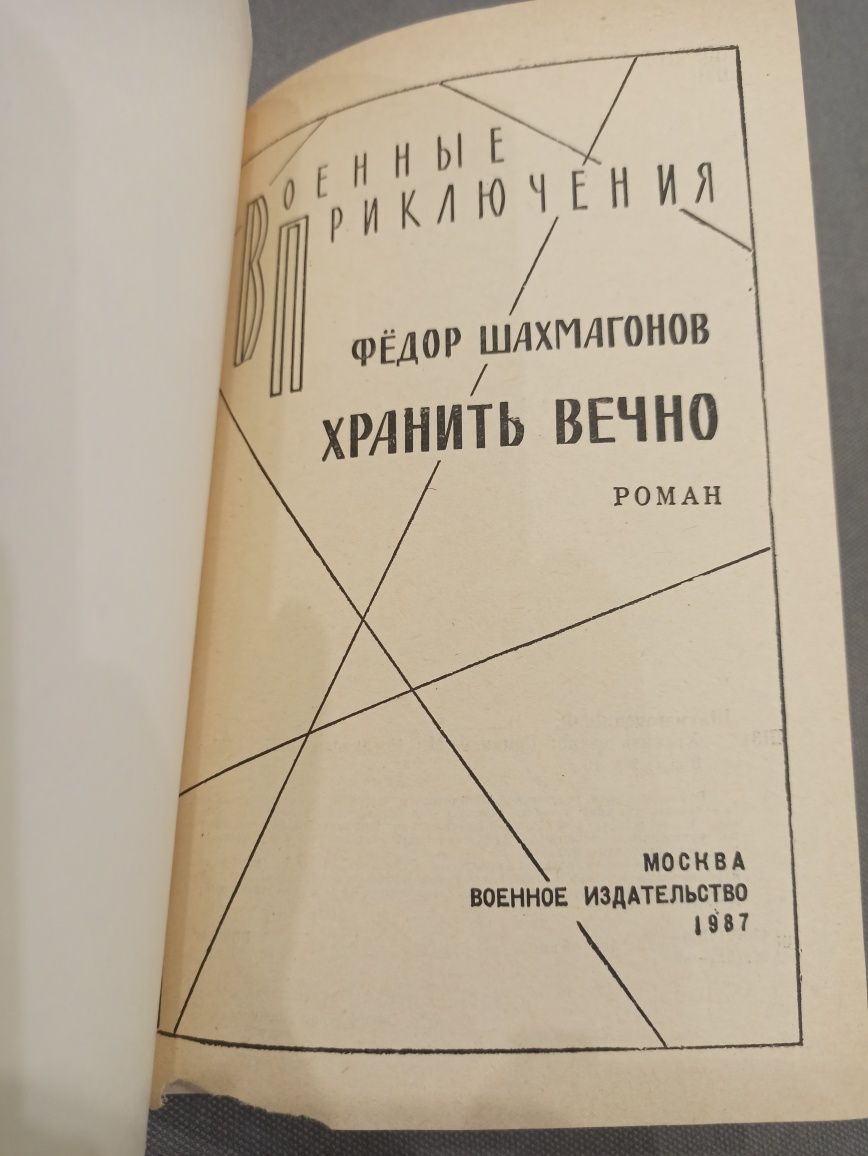 ВОЕННЫЕ
ПРИКЛЮЧЕНИЯ
ФЁДОР ШАХМАГОНОВ
ХРАНИТЬ ВЕЧНО
РОМАН
МОСКВА
ВОЕННОЕ ИЗДАТЕЛЬСТВО
1987